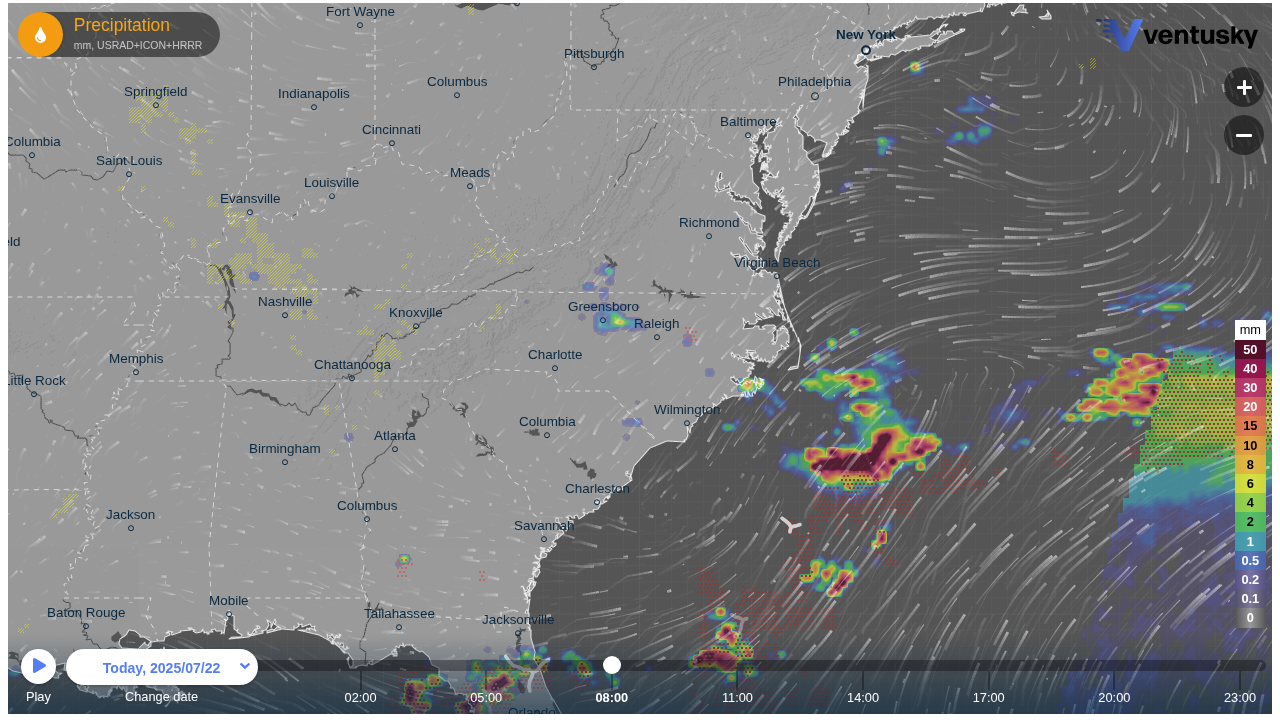 Precipitation
mm, USRAD+ICON+HRRR
Fort Wayne
New York
ventusky
Pittsburgh
Springfield
Indianapolis
Columbus
Philadelphia
Columbia
Cincinnati
Baltimore
Saint Louis
Louisville
Meads
Evansville
Richmond
eld
Virginia Beach
Nashville
Knoxville
Greensboro
Raleigh
mm
Memphis
Chattanooga
Charlotte
50
Little Rock
40
30
Columbia
Wilmington
20
Birmingham
Atlanta
15
10
8
Charleston
6
Jackson
Columbus
4
Savannah
2
1
0.5
0.2
Mobile
0.1
Baton Rouge
Tallahassee
Jacksonville
0
Today, 2025/07/22
Play
Change date
02:00
05:00
08:00
11:00
14:00
17:00
20:00
23:00
Orlando